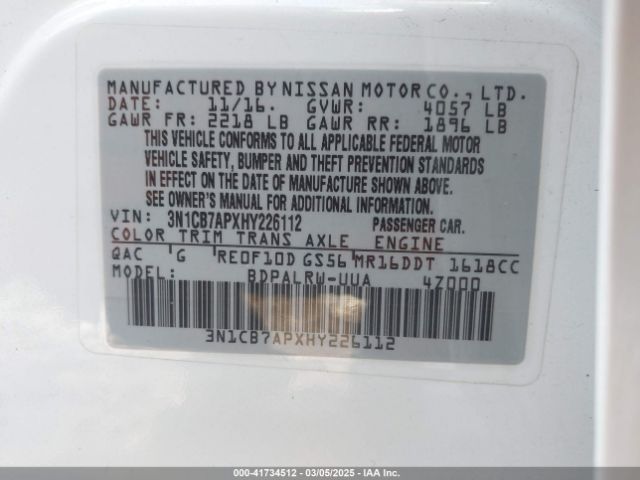 MANUFACTURED BY NISSAN MOTOR CO., LTD.
DATE: 11/16. GVWR: 4057 LB
GAWR FR: 2218 LB GAWR RR: 1896 LB
THIS VEHICLE CONFORMS TO ALL APPLICABLE FEDERAL MOTOR
VEHICLE SAFETY, BUMPER AND THEFT PREVENTION STANDARDS
IN EFFECT ON THE DATE OF MANUFACTURE SHOWN ABOVE.
SEE OWNER'S MANUAL FOR ADDITIONAL INFORMATION.
VIN: 3N1CB7APXHY226112 PASSENGER CAR.
COLOR TRIM TRANS AXLE ENGINE
QAC G RE0F10D GS56 MR16DDT 1618CC
MODEL: BDPALRW-UUA 47000
3N1CB7APXHY226112
000-41734512 - 03/05/2025 - IAA Inc.